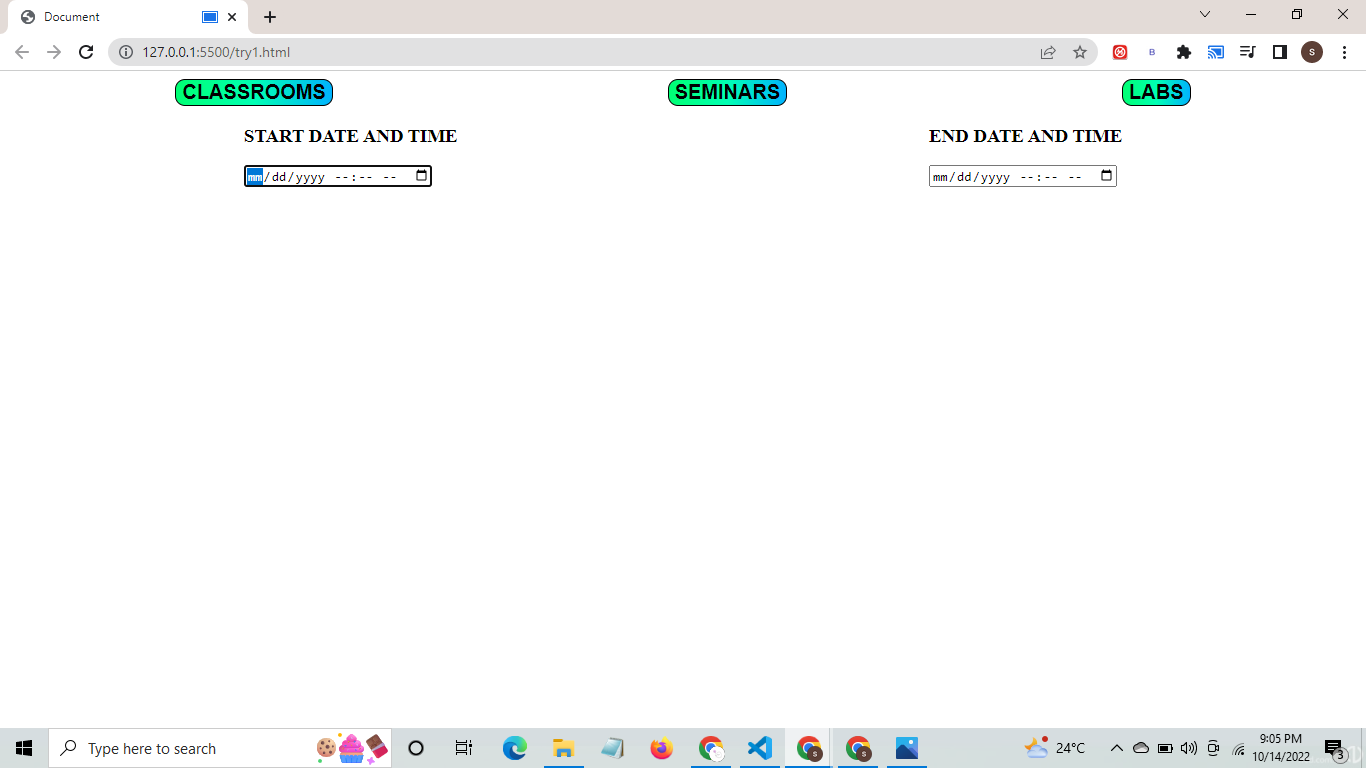 Document
127.0.0.1:5500/try1.html
B
S
CLASSROOMS
SEMINARS
LABS
START DATE AND TIME
END DATE AND TIME
mm/dd/yyyy --:-- --
mm/dd/yyyy --:-- --
Type here to search
S
S
24°C
9:05 PM
10/14/2022
3